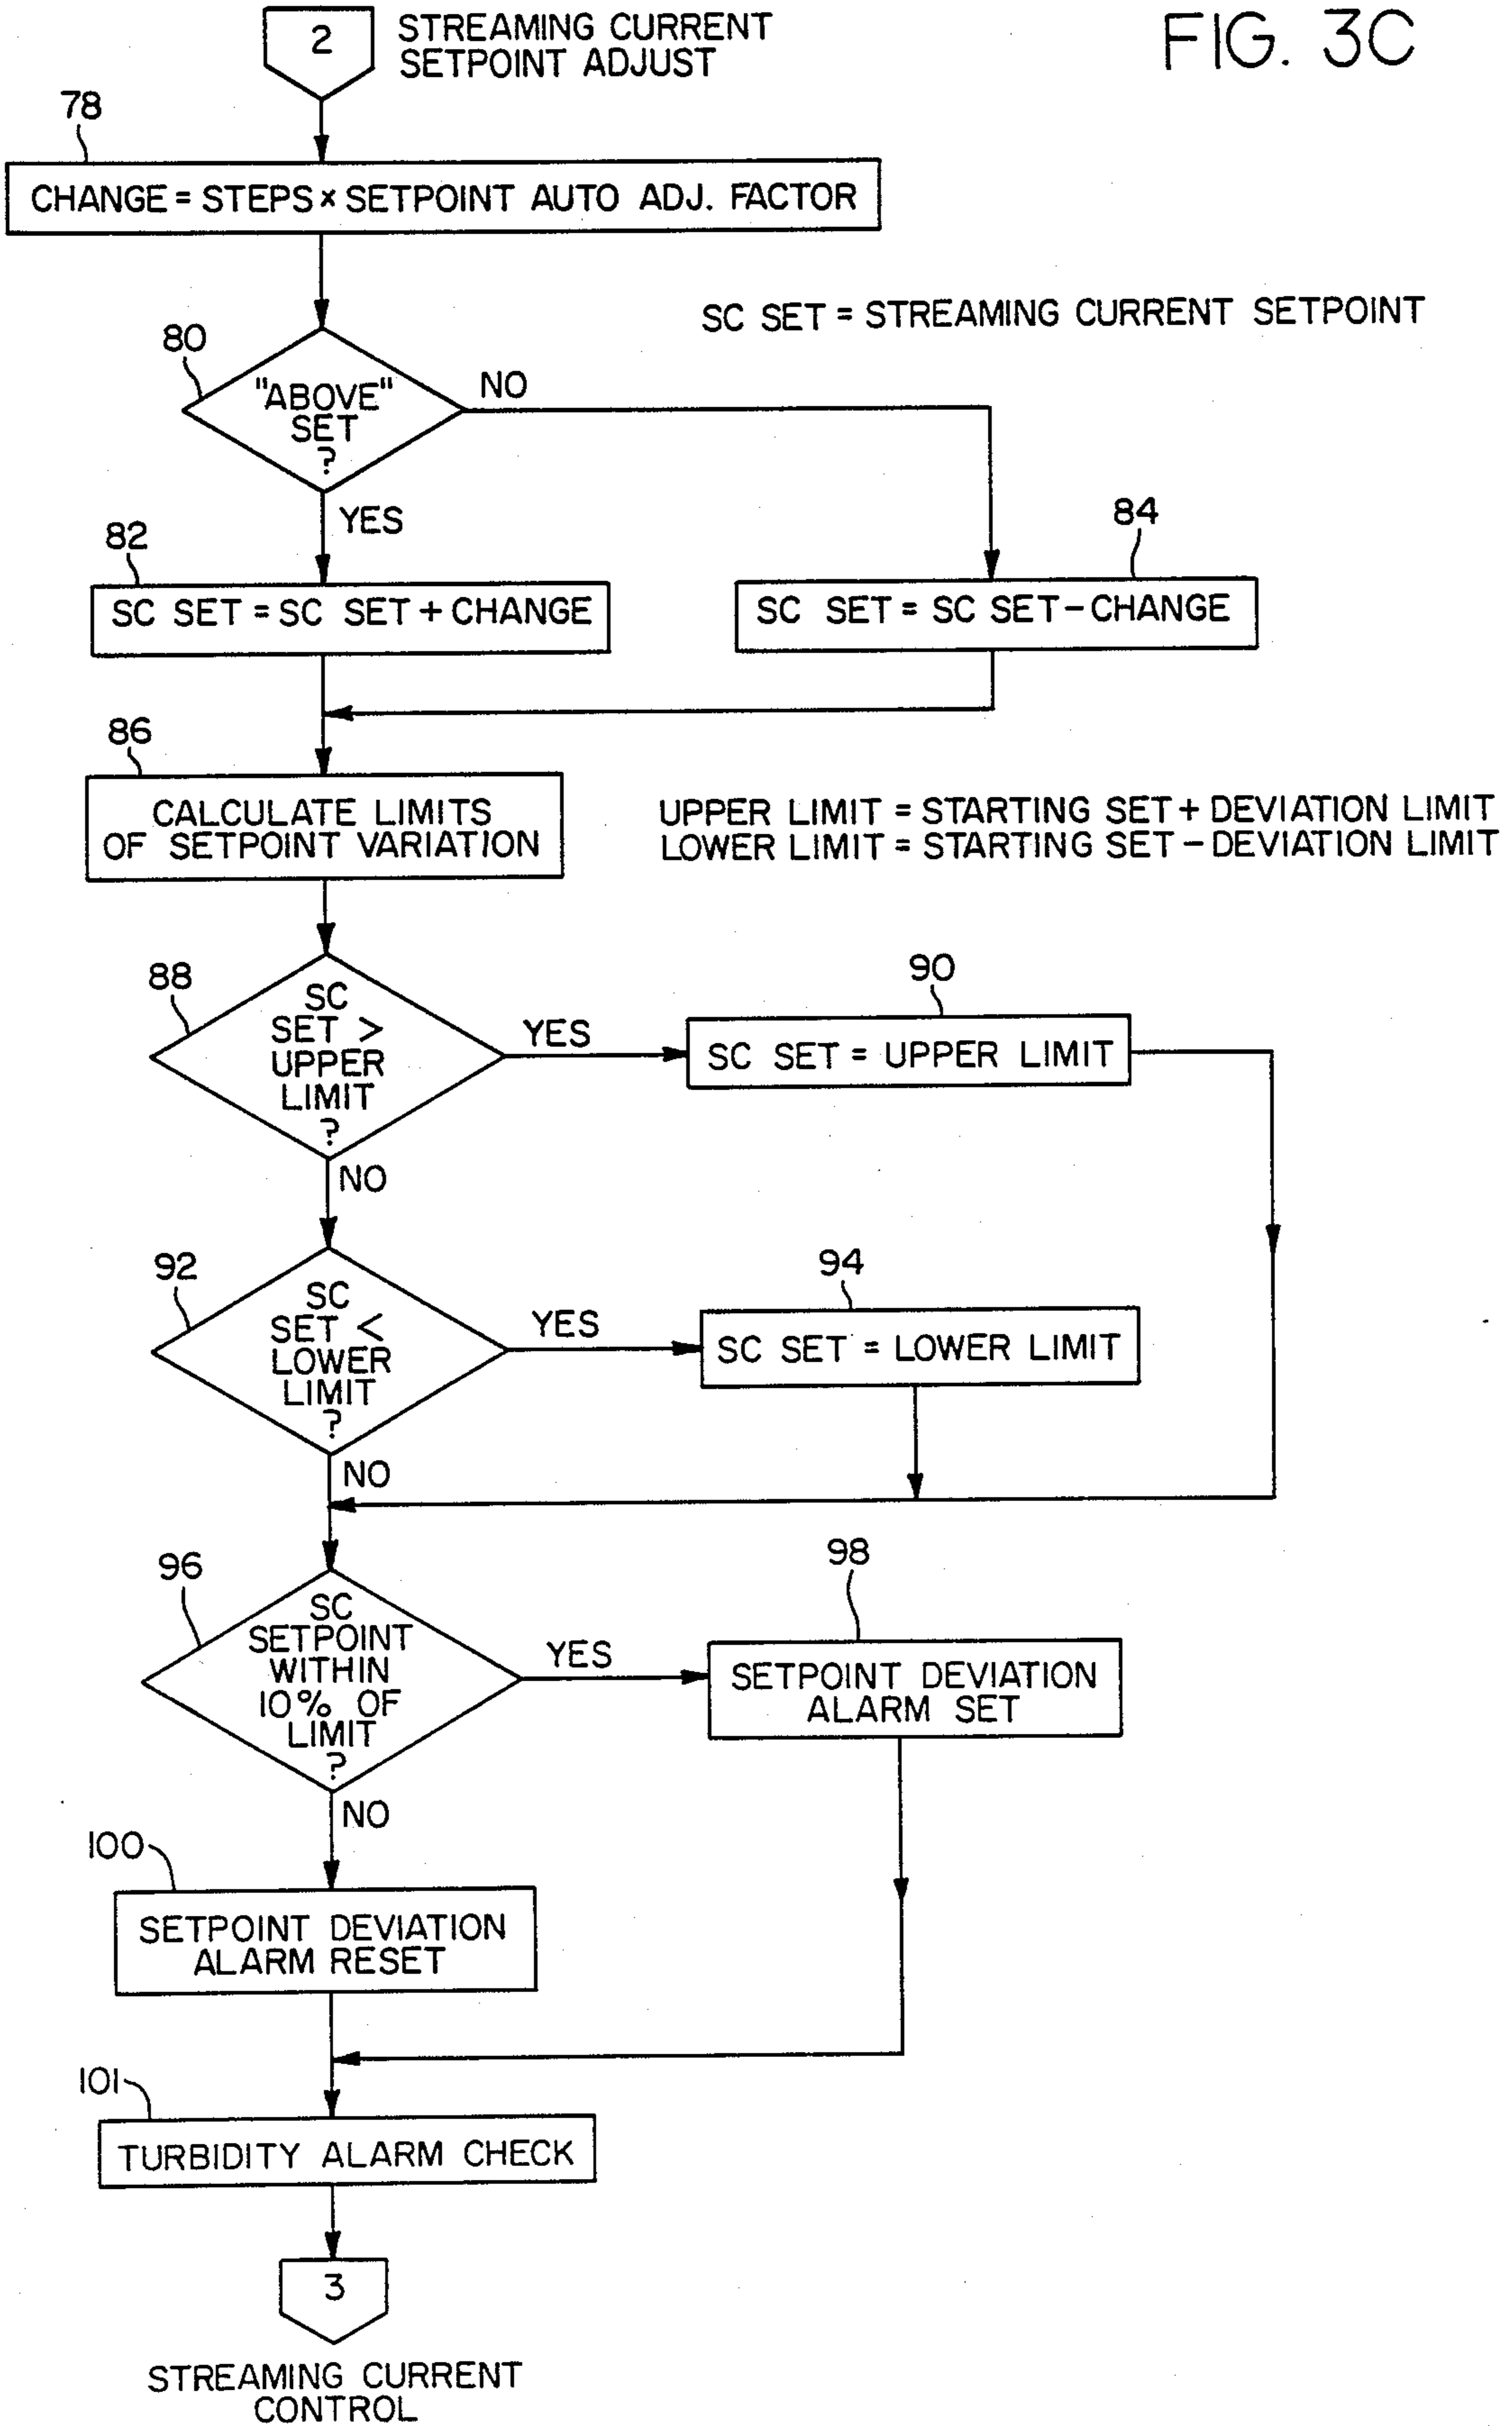 FIG. 3C
2
STREAMING CURRENT
SETPOINT ADJUST
78
CHANGE = STEPS × SETPOINT AUTO ADJ. FACTOR
SC SET = STREAMING CURRENT SETPOINT
80
"ABOVE"
SET
?
NO
YES
82
SC SET = SC SET + CHANGE
84
SC SET = SC SET - CHANGE
86
CALCULATE LIMITS
OF SETPOINT VARIATION
UPPER LIMIT = STARTING SET + DEVIATION LIMIT
LOWER LIMIT = STARTING SET - DEVIATION LIMIT
88
SC
SET >
UPPER
LIMIT
?
YES
90
SC SET = UPPER LIMIT
NO
92
SC
SET <
LOWER
LIMIT
?
YES
94
SC SET = LOWER LIMIT
NO
96
SC
SETPOINT
WITHIN
10% OF
LIMIT
?
YES
98
SETPOINT DEVIATION
ALARM SET
NO
100
SETPOINT DEVIATION
ALARM RESET
101
TURBIDITY ALARM CHECK
3
STREAMING CURRENT
CONTROL